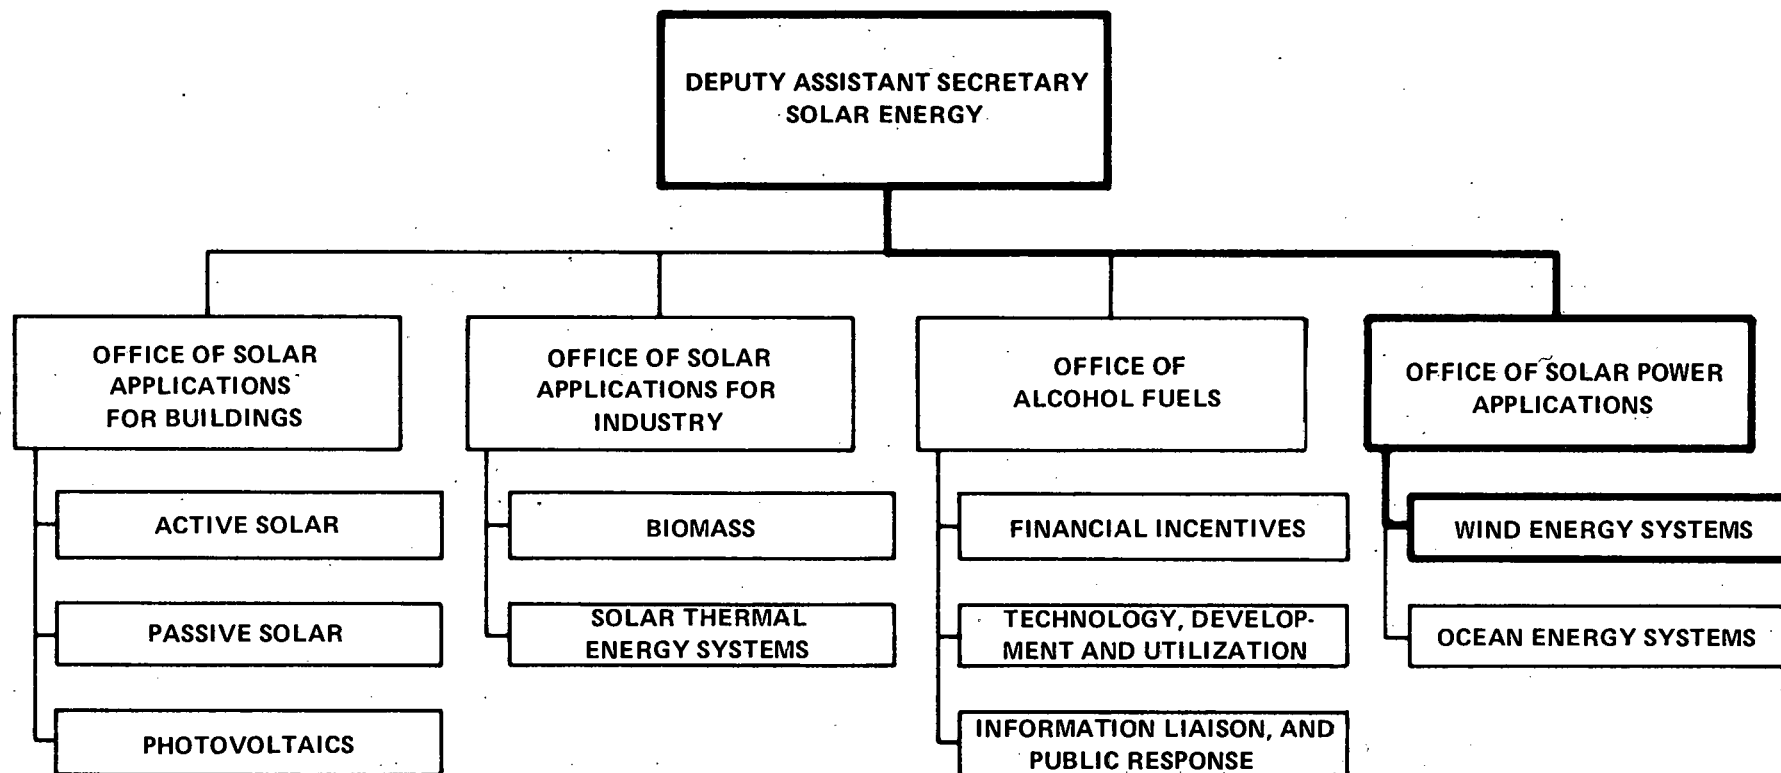 DEPUTY ASSISTANT SECRETARY
SOLAR ENERGY
OFFICE OF SOLAR
APPLICATIONS
FOR BUILDINGS
ACTIVE SOLAR
PASSIVE SOLAR
PHOTOVOLTAICS
OFFICE OF SOLAR
APPLICATIONS FOR
INDUSTRY
BIOMASS
SOLAR THERMAL
ENERGY SYSTEMS
OFFICE OF
ALCOHOL FUELS
FINANCIAL INCENTIVES
TECHNOLOGY, DEVELOP-
MENT AND UTILIZATION
INFORMATION LIAISON, AND
PUBLIC RESPONSE
OFFICE OF SOLAR POWER
APPLICATIONS
WIND ENERGY SYSTEMS
OCEAN ENERGY SYSTEMS